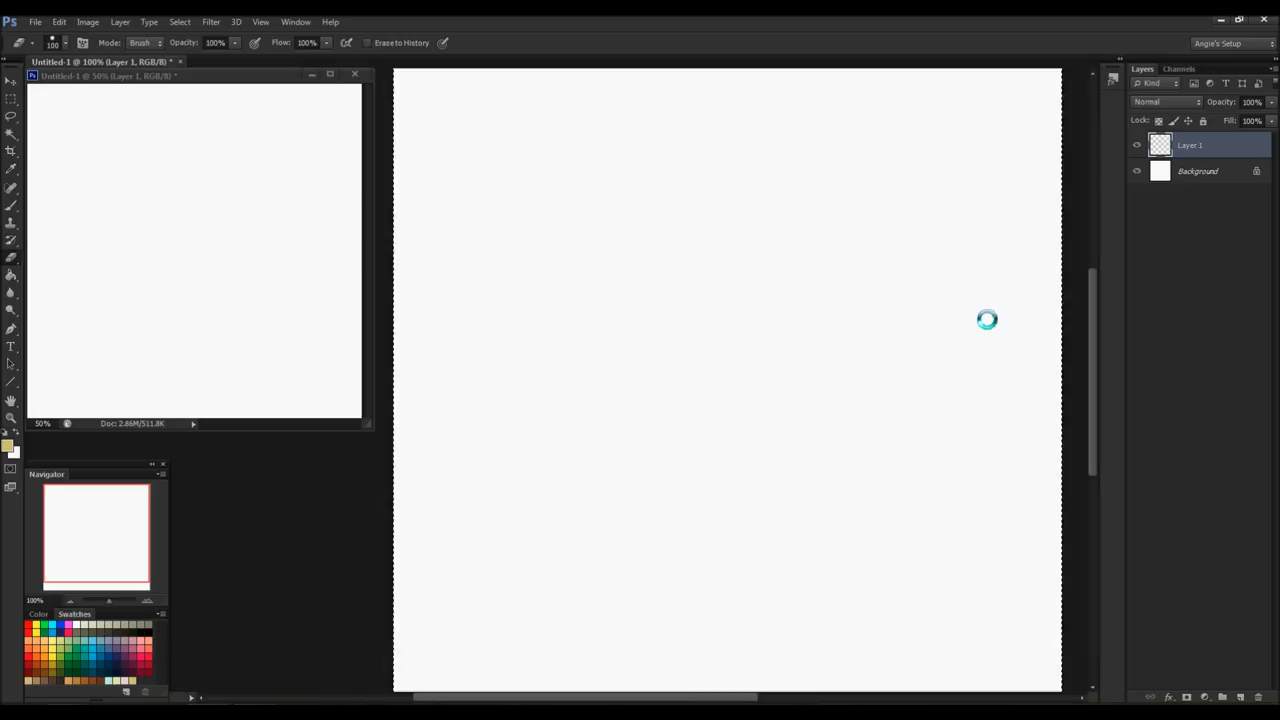 Ps File Edit Image Layer Type Select Filter 3D View Window Help
100 Mode: Brush Opacity: 100% Flow: 100% Erase to History Angie's Setup
Untitled-1 @ 100% (Layer 1, RGB/8) * ×
Ps Untitled-1 @ 50% (Layer 1, RGB/8) *
Layers Channels
Kind
Normal Opacity: 100%
Lock: Fill: 100%
Layer 1
Background
50% Doc: 2.86M/511.8K
Navigator
100%
Color Swatches